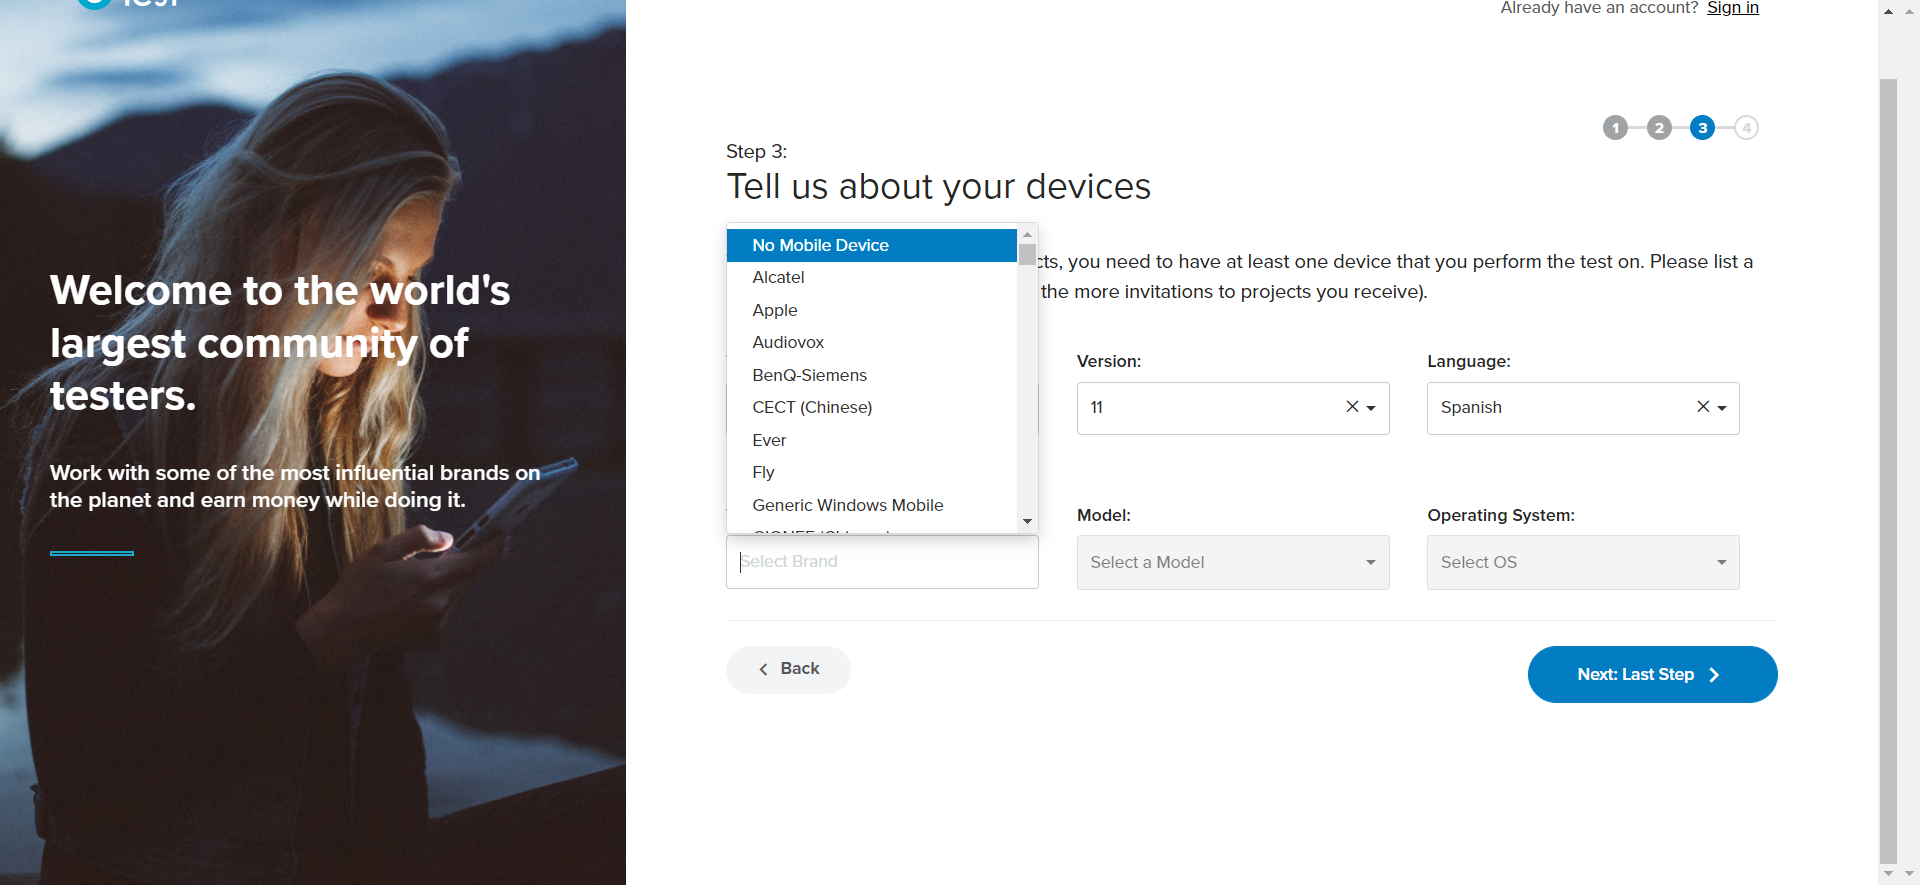 Already have an account? Sign in
1 2 3 4
Step 3:
Tell us about your devices
No Mobile Device
Alcatel
Apple
Audiovox
BenQ-Siemens
CECT (Chinese)
Ever
Fly
Generic Windows Mobile
cts, you need to have at least one device that you perform the test on. Please list a
the more invitations to projects you receive).
Version:
Language:
11
Spanish
Model:
Operating System:
Select Brand
Select a Model
Select OS
Back
Next: Last Step
Welcome to the world's
largest community of
testers.
Work with some of the most influential brands on
the planet and earn money while doing it.